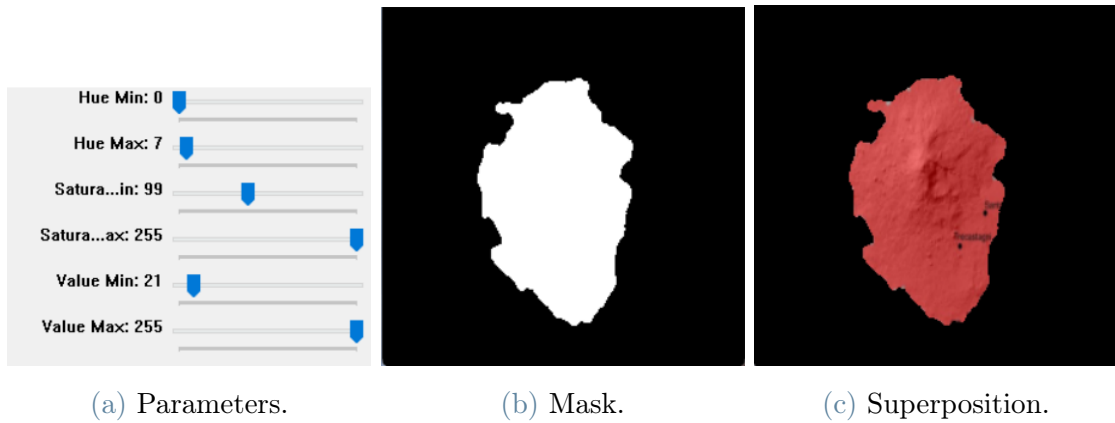 Hue Min: 0
Hue Max: 7
Satura...in: 99
Satura...ax: 255
Value Min: 21
Value Max: 255
(a) Parameters.
(b) Mask.
(c) Superposition.